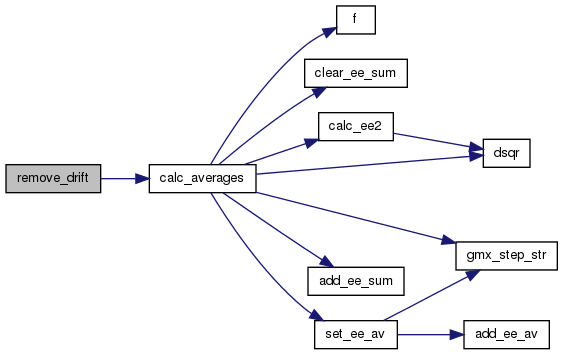 f
clear_ee_sum
calc_ee2
dsqr
remove_drift
calc_averages
gmx_step_str
add_ee_sum
set_ee_av
add_ee_av